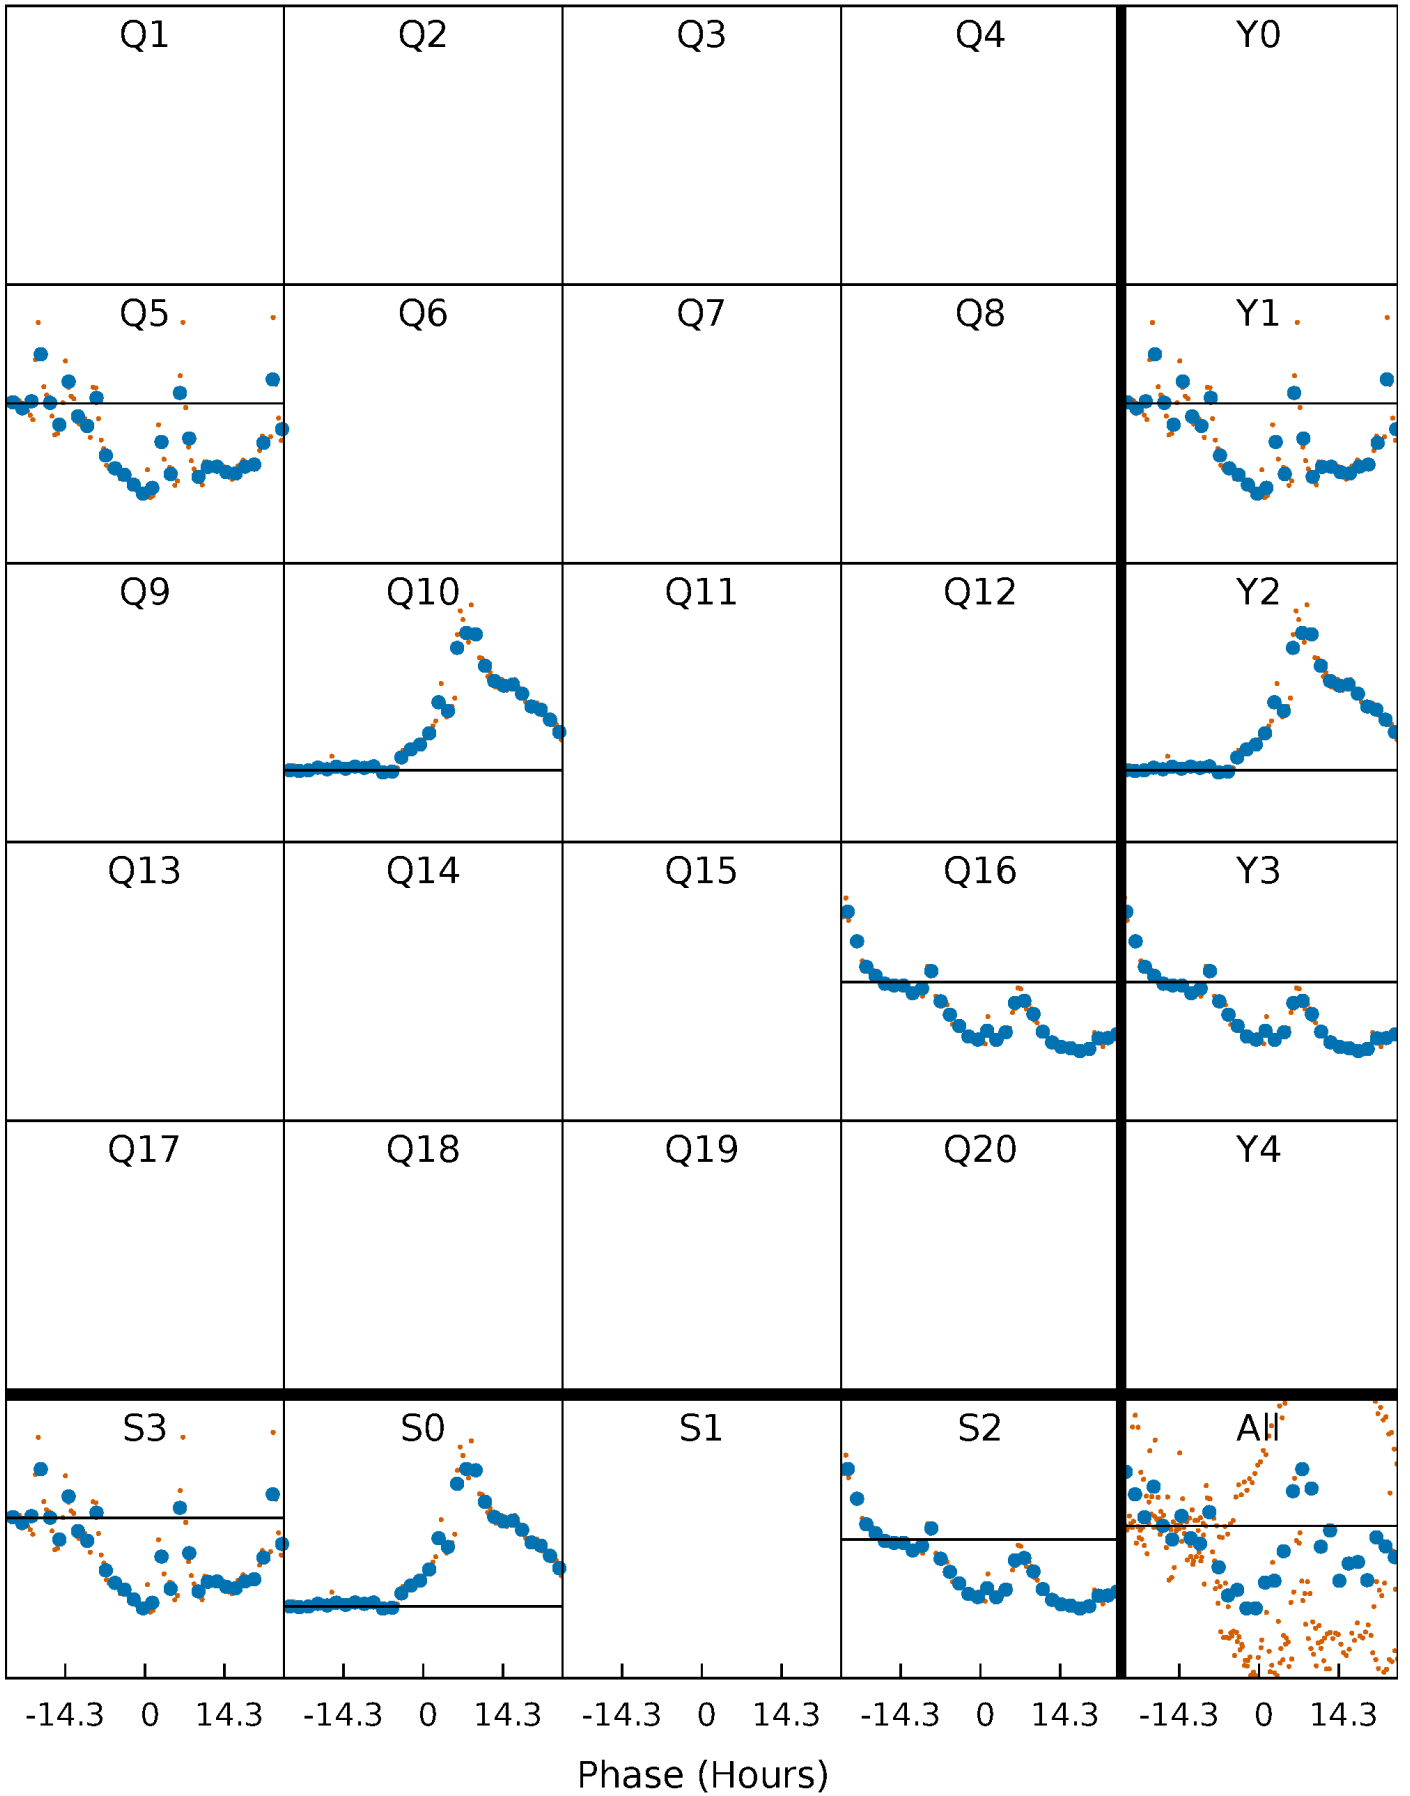 Q1 Q2 Q3 Q4 Y0
Q5 Q6 Q7 Q8 Y1
Q9 Q10 Q11 Q12 Y2
Q13 Q14 Q15 Q16 Y3
Q17 Q18 Q19 Q20 Y4
S3 S0 S1 S2 All
-14.3 0 14.3 -14.3 0 14.3 -14.3 0 14.3 -14.3 0 14.3 -14.3 0 14.3
Phase (Hours)